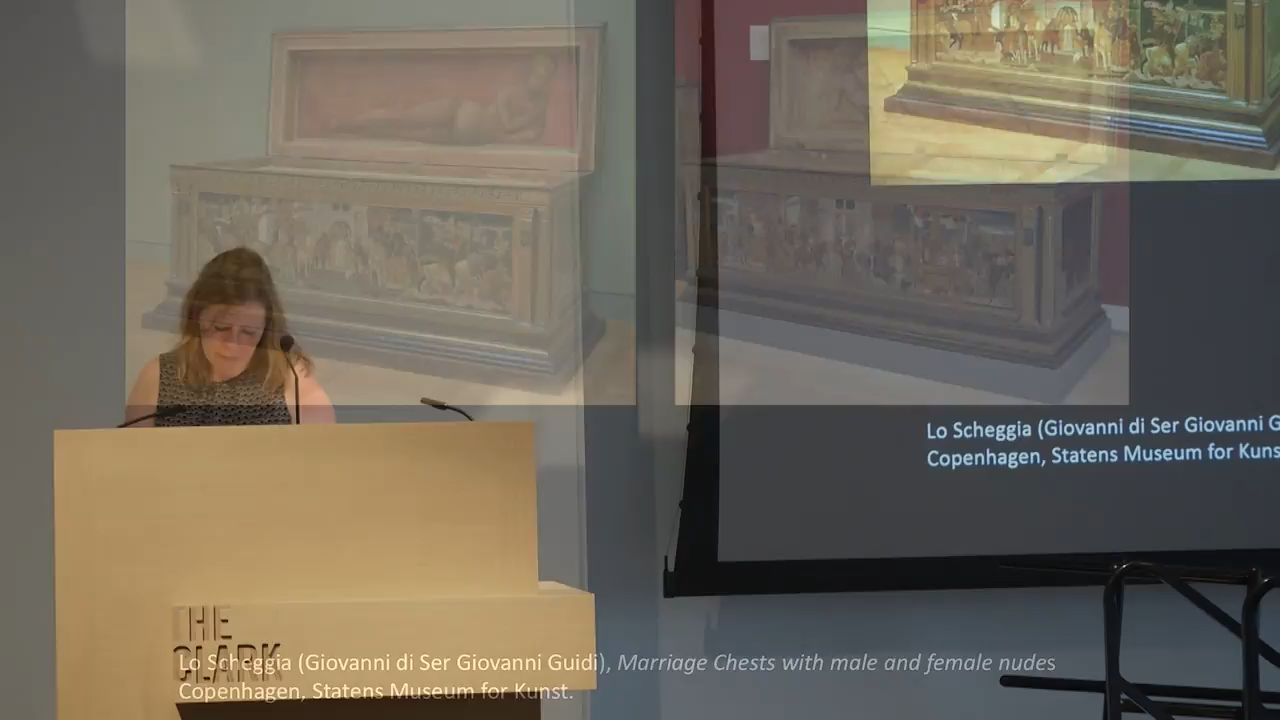 Lo Scheggia (Giovanni di Ser Giovanni G
Copenhagen, Statens Museum for Kuns
THE
CLARK
Lo Scheggia (Giovanni di Ser Giovanni Guidi), Marriage Chests with male and female nudes
Copenhagen, Statens Museum for Kunst.